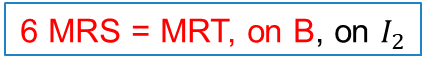 6 MRS = MRT, on B, on I₂